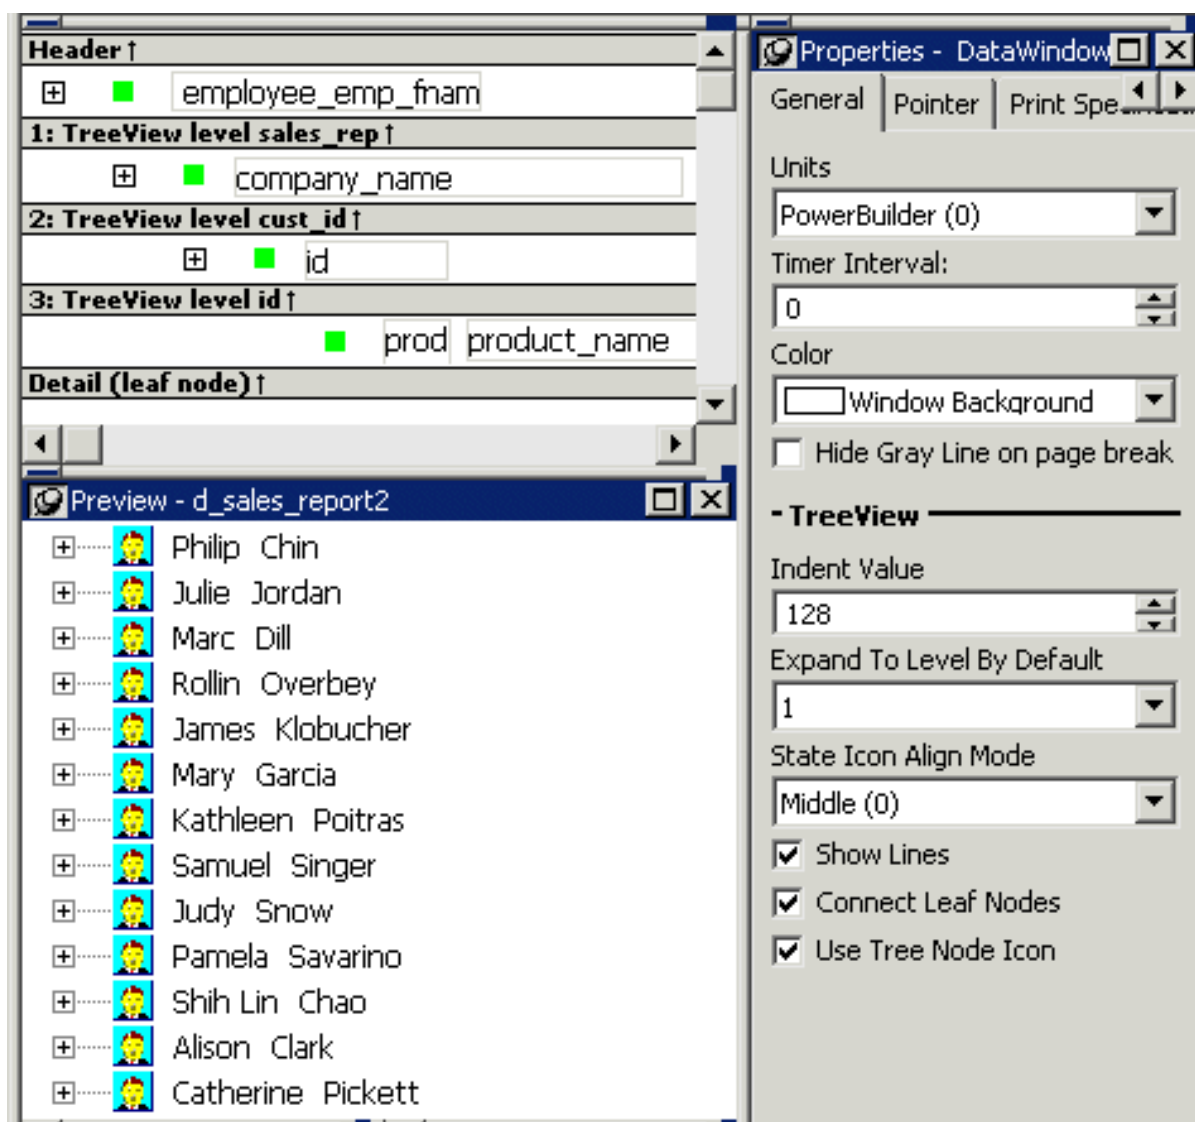 Header ↑
employee_emp_fnam
1: TreeView level sales_rep ↑
company_name
2: TreeView level cust_id ↑
id
3: TreeView level id ↑
prod product_name
Detail (leaf node) ↑
Preview - d_sales_report2
Philip Chin
Julie Jordan
Marc Dill
Rollin Overbey
James Klobucher
Mary Garcia
Kathleen Poitras
Samuel Singer
Judy Snow
Pamela Savarino
Shih Lin Chao
Alison Clark
Catherine Pickett
Properties - DataWindow
General Pointer Print
Units
PowerBuilder (0)
Timer Interval:
0
Color
Window Background
Hide Gray Line on page break
- TreeView
Indent Value
128
Expand To Level By Default
1
State Icon Align Mode
Middle (0)
Show Lines
Connect Leaf Nodes
Use Tree Node Icon